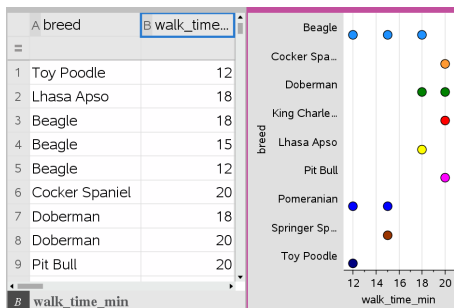 A breed B walk_time...
=
1 Toy Poodle 12
2 Lhasa Apso 18
3 Beagle 18
4 Beagle 15
5 Beagle 12
6 Cocker Spaniel 20
7 Doberman 18
8 Doberman 20
9 Pit Bull 20
B walk_time_min
breed
Beagle
Cocker Spa...
Doberman
King Charle...
Lhasa Apso
Pit Bull
Pomeranian
Springer Sp...
Toy Poodle
12 14 16 18 20
walk_time_min